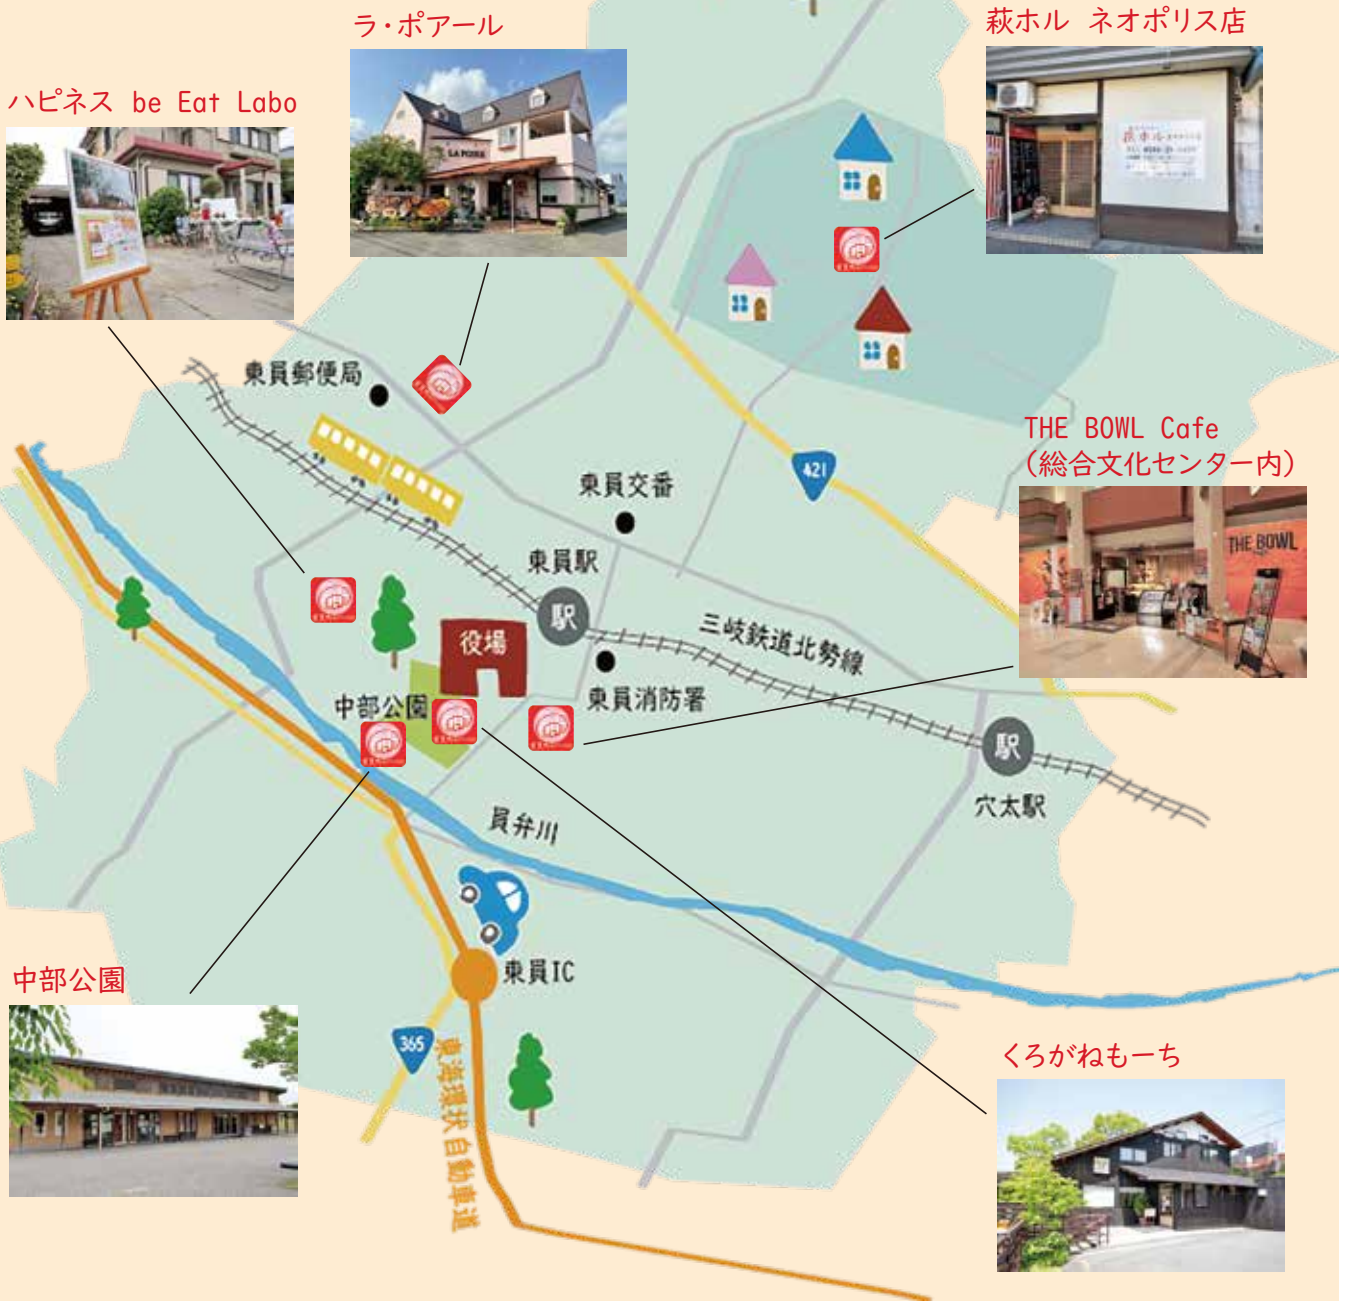 ラ・ポアール
萩ホル ネオポリス店
ハピネス be Eat Labo
LA POIRE
萩ホル
東員郵便局
THE BOWL Cafe
(総合文化センター内)
421
東員交番
THE BOWL
東員駅
駅
三岐鉄道北勢線
役場
東員消防署
中部公園
駅
穴太駅
員弁川
東員IC
中部公園
365
東海環状自動車道
くろがねもーち